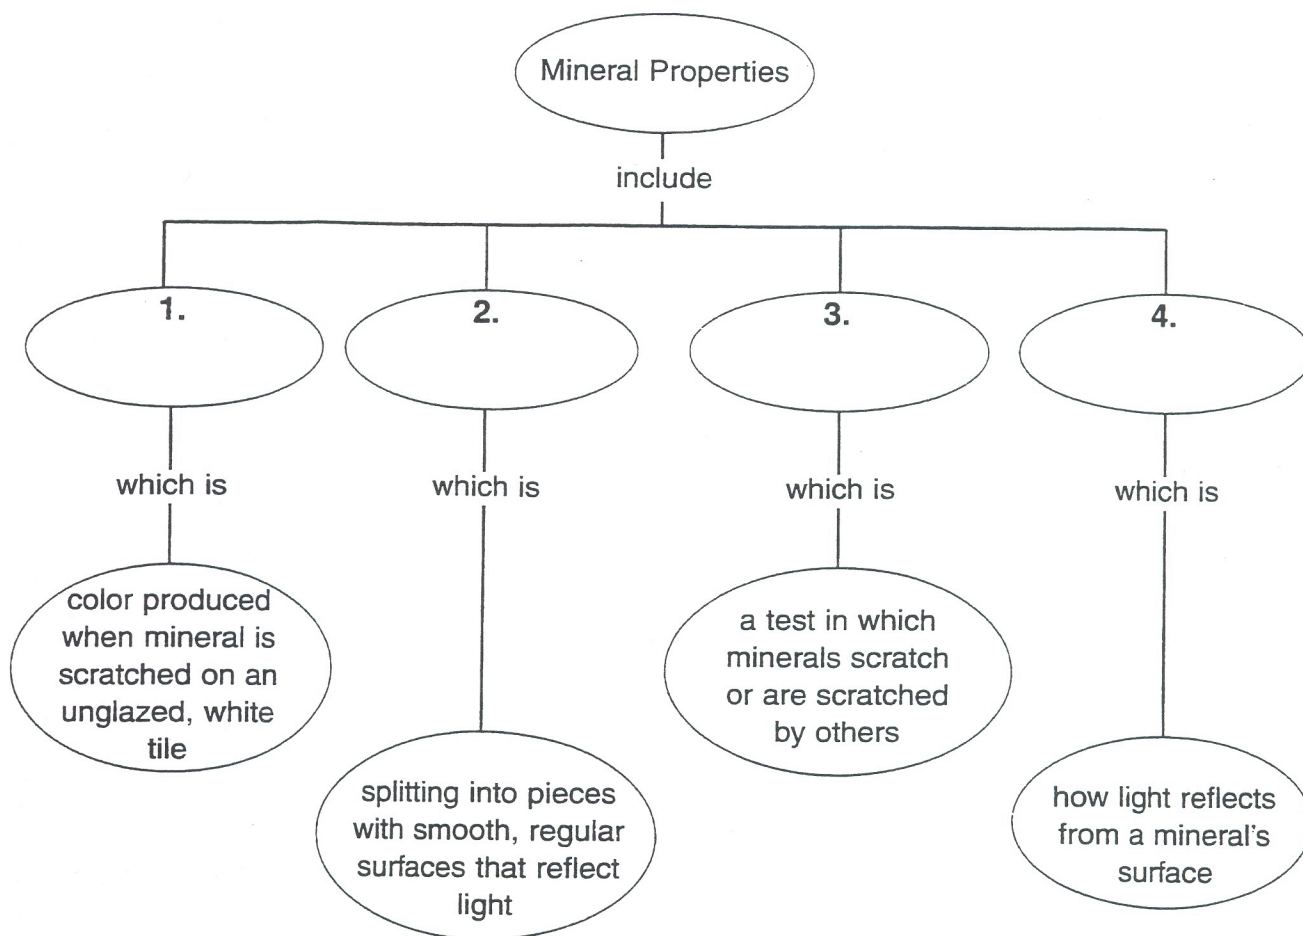 Mineral Properties
include
1.
2.
3.
4.
which is
which is
which is
which is
color produced
when mineral is
scratched on an
unglazed, white
tile
splitting into pieces
with smooth, regular
surfaces that reflect
light
a test in which
minerals scratch
or are scratched
by others
how light reflects
from a mineral's
surface